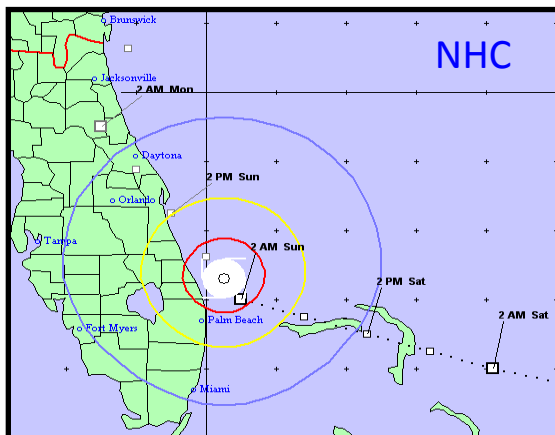 Brunswick
NHC
Jacksonville
2 AM Mon
Daytona
2 PM Sun
Orlando
Tampa
2 AM Sun
2 PM Sat
2 AM Sat
Palm Beach
Fort Myers
Miami